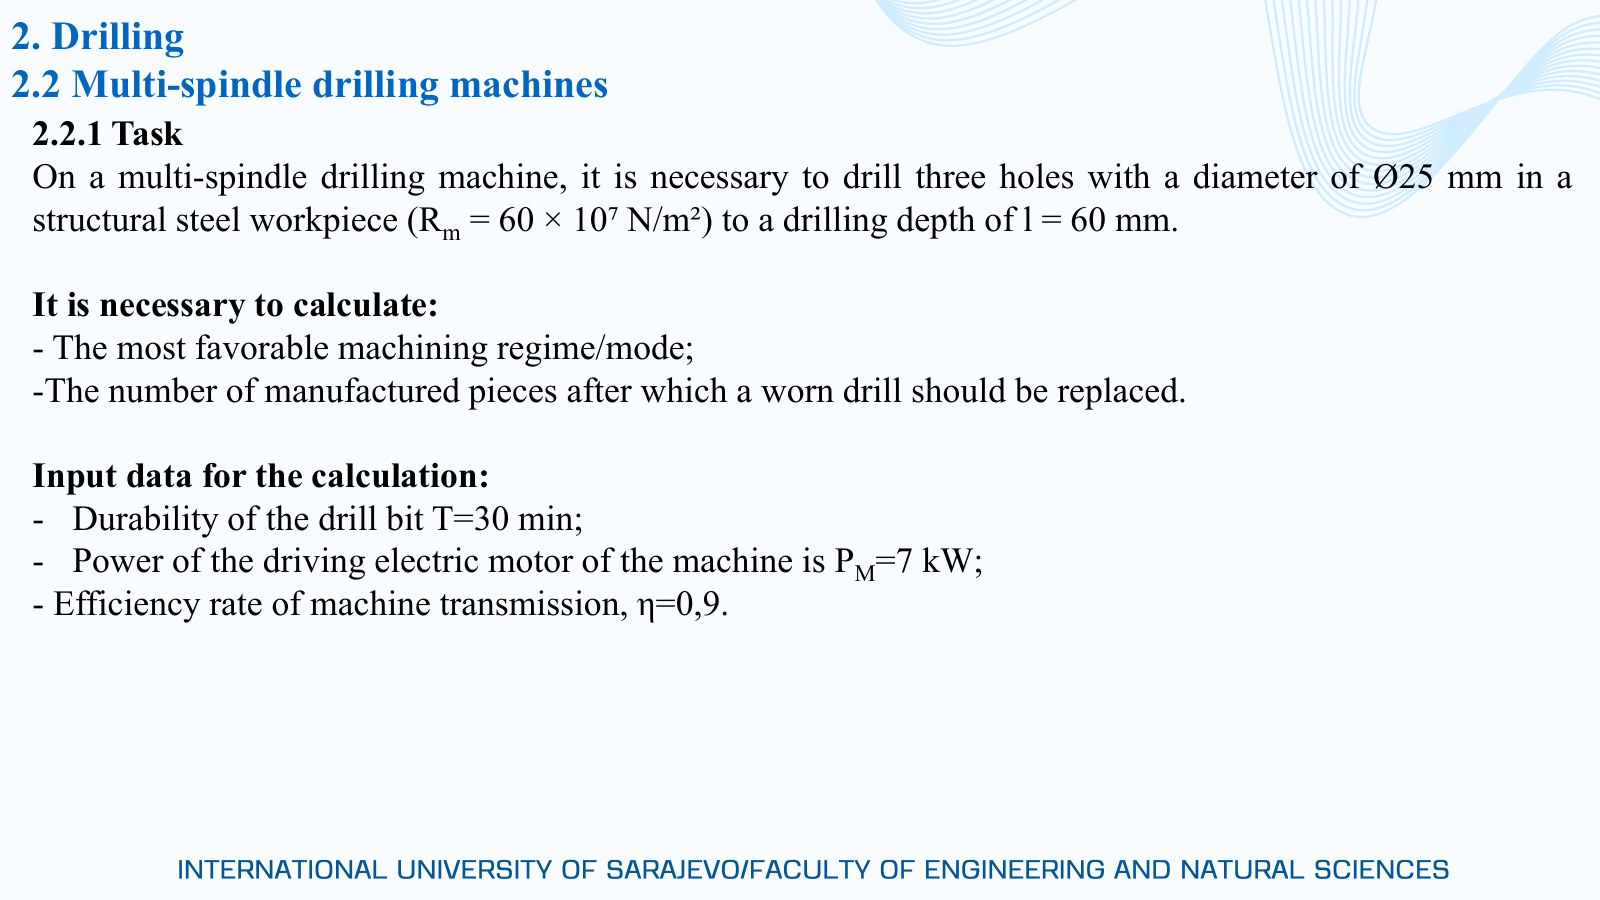 2. Drilling
2.2 Multi-spindle drilling machines
2.2.1 Task
On a multi-spindle drilling machine, it is necessary to drill three holes with a diameter of Ø25 mm in a
structural steel workpiece (Rm = 60 × 10⁷ N/m²) to a drilling depth of l = 60 mm.
It is necessary to calculate:
- The most favorable machining regime/mode;
-The number of manufactured pieces after which a worn drill should be replaced.
Input data for the calculation:
- Durability of the drill bit T=30 min;
- Power of the driving electric motor of the machine is PM=7 kW;
- Efficiency rate of machine transmission, η=0,9.
INTERNATIONAL UNIVERSITY OF SARAJEVO/FACULTY OF ENGINEERING AND NATURAL SCIENCES